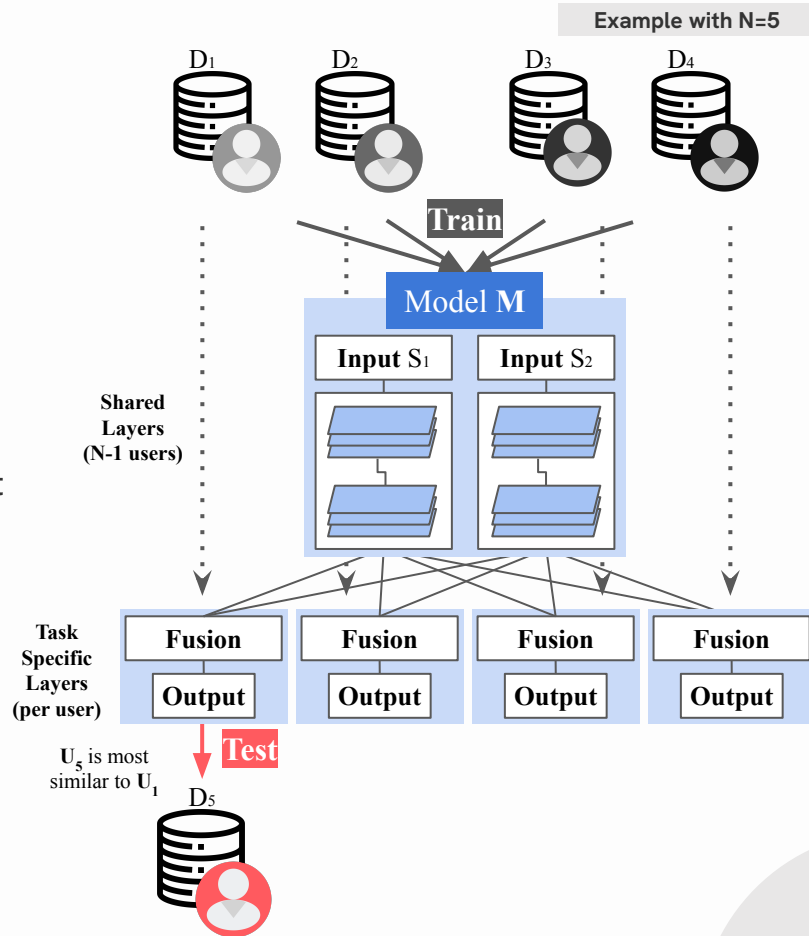 Example with N=5
D1
D2
D3
D4
Train
Model M
Input S1
Input S2
Shared
Layers
(N-1 users)
t
Task
Specific
Layers
(per user)
Fusion
Fusion
Fusion
Fusion
Output
Output
Output
Output
Test
U5 is most
similar to U1
D5